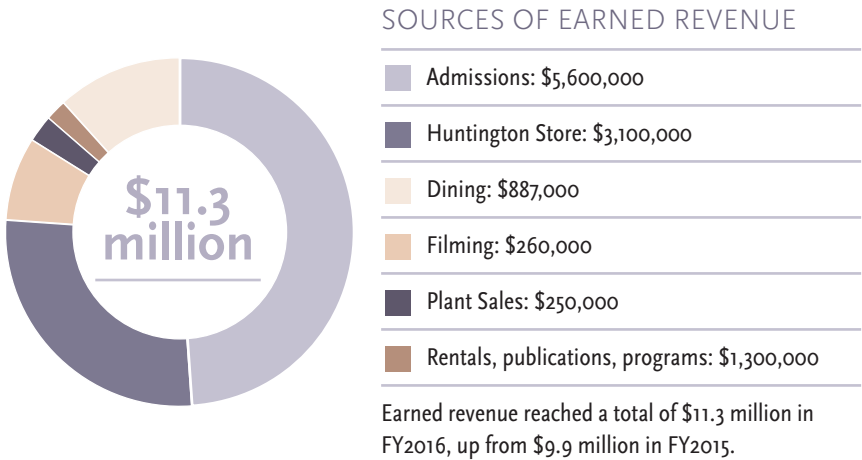 SOURCES OF EARNED REVENUE
Admissions: $5,600,000
Huntington Store: $3,100,000
Dining: $887,000
Filming: $260,000
Plant Sales: $250,000
Rentals, publications, programs: $1,300,000
$11.3
million
Earned revenue reached a total of $11.3 million in
FY2016, up from $9.9 million in FY2015.